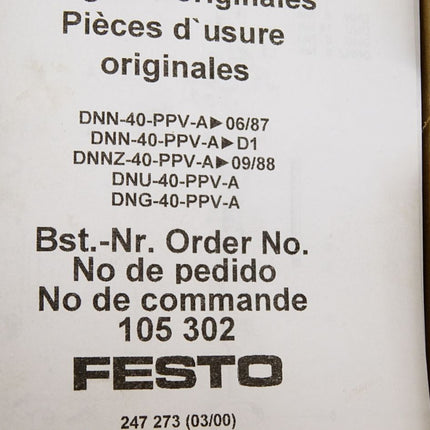 originales
Pièces d`usure
originales
DNN-40-PPV-A▶06/87
DNN-40-PPV-A▶D1
DNNZ-40-PPV-A▶09/88
DNU-40-PPV-A
DNG-40-PPV-A
Bst.-Nr. Order No.
No de pedido
No de commande
105 302
FESTO
247 273 (03/00)